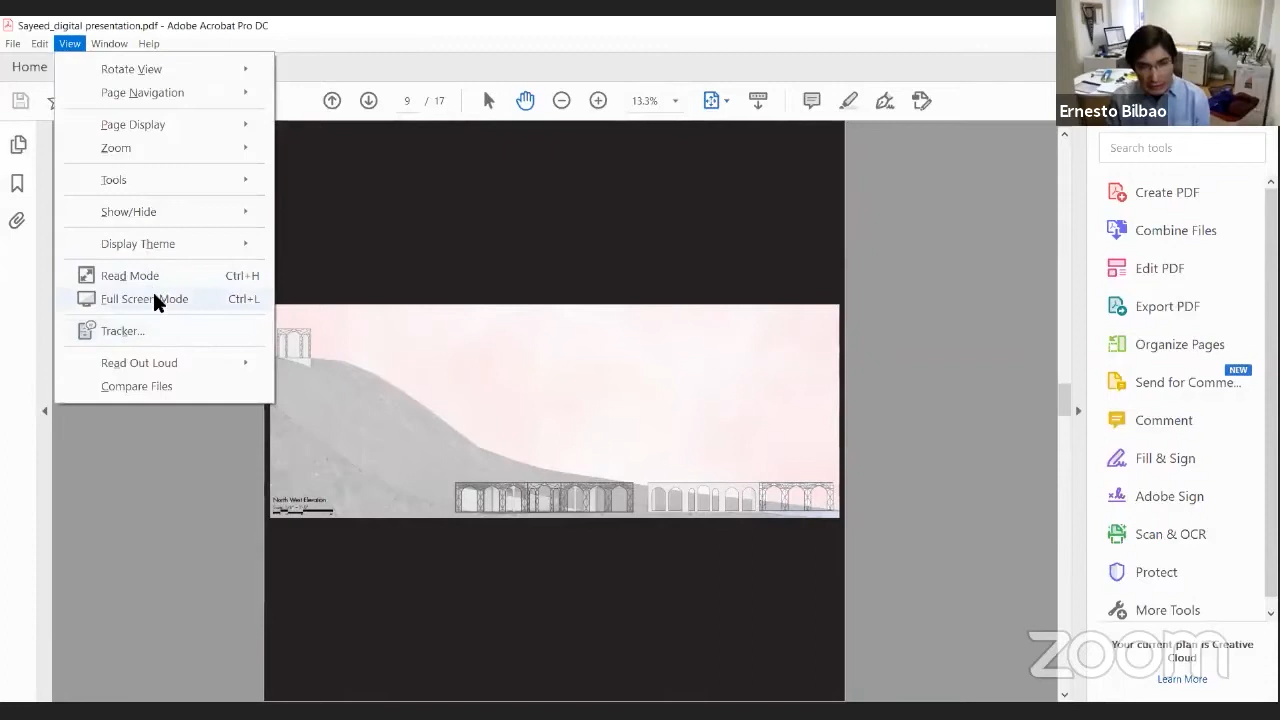 Sayeed_digital presentation.pdf - Adobe Acrobat Pro DC
File Edit View Window Help
Home
9 / 17
13.3%
Rotate View
Page Navigation
Page Display
Zoom
Tools
Show/Hide
Display Theme
Read Mode Ctrl+H
Full Screen Mode Ctrl+L
Tracker...
Read Out Loud
Compare Files
North West Elevation
Ernesto Bilbao
Search tools
Create PDF
Combine Files
Edit PDF
Export PDF
Organize Pages
NEW
Send for Comme...
Comment
Fill & Sign
Adobe Sign
Scan & OCR
Protect
More Tools
Your current plan is Creative
Cloud
Learn More
zoom